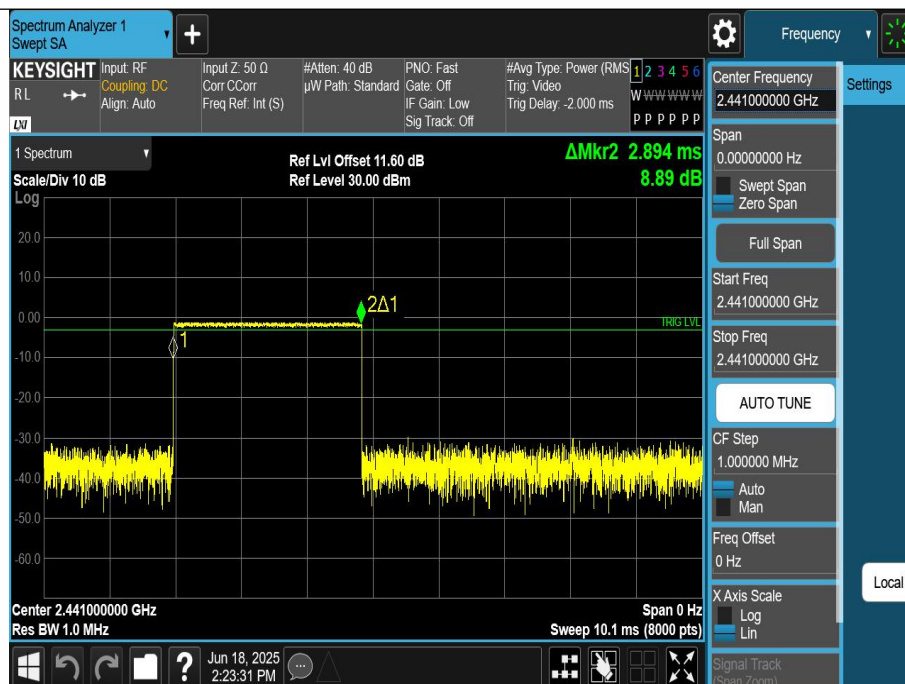 Spectrum Analyzer 1
Swept SA
+
Frequency
KEYSIGHT
RL
LXI
Input: RF
Coupling: DC
Align: Auto
Input Z: 50 Ω
Corr CCorr
Freq Ref: Int (S)
#Atten: 40 dB
µW Path: Standard
PNO: Fast
Gate: Off
IF Gain: Low
Sig Track: Off
#Avg Type: Power (RMS
Trig: Video
Trig Delay: -2.000 ms
1 2 3 4 5 6
W W W W W W
P P P P P P
Center Frequency
2.441000000 GHz
Settings
1 Spectrum
Scale/Div 10 dB
Ref Lvl Offset 11.60 dB
Ref Level 30.00 dBm
ΔMkr2 2.894 ms
8.89 dB
Span
0.00000000 Hz
Swept Span
Zero Span
Full Span
Start Freq
2.441000000 GHz
Stop Freq
2.441000000 GHz
AUTO TUNE
CF Step
1.000000 MHz
Auto
Man
Freq Offset
0 Hz
X Axis Scale
Log
Lin
Signal Track
(Span Zoom)
Local
Log
20.0
10.0
0.00
-10.0
-20.0
-30.0
-40.0
-50.0
-60.0
2Δ1
1
TRIG LVL
Center 2.441000000 GHz
Res BW 1.0 MHz
Span 0 Hz
Sweep 10.1 ms (8000 pts)
?
Jun 18, 2025
2:23:31 PM